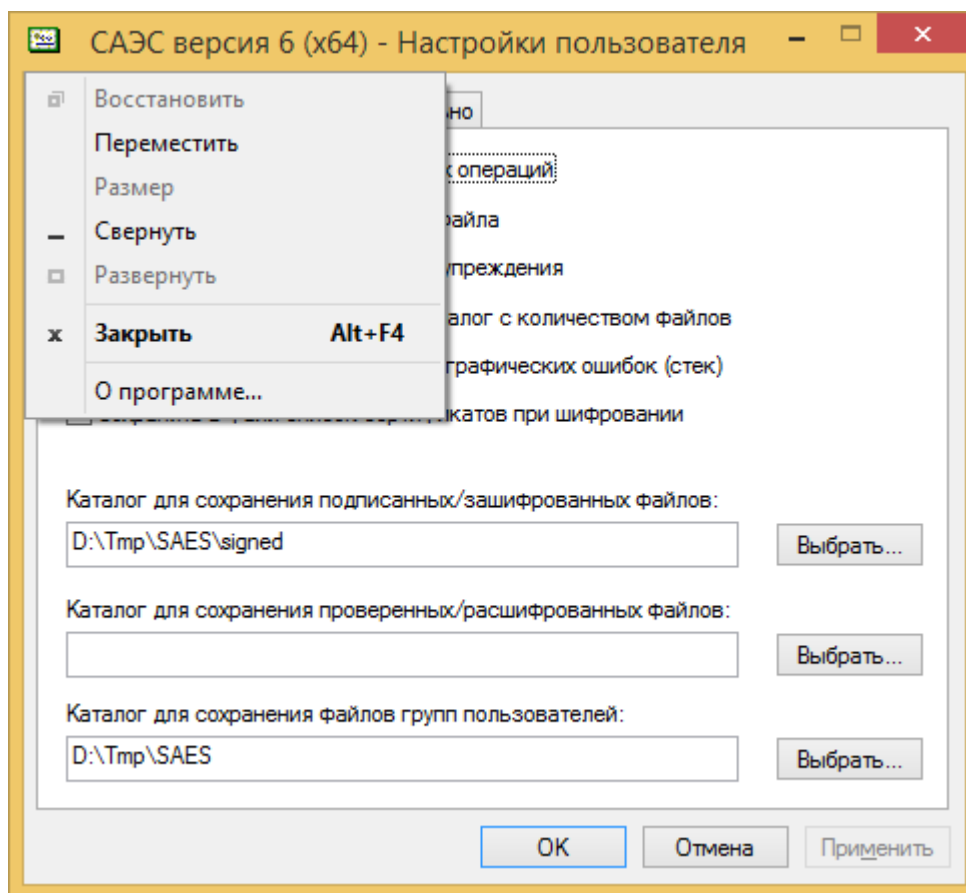 САЭС версия 6 (x64) - Настройки пользователя
Восстановить
но
Переместить
операций
Размер
файла
Свернуть
упреждения
Развернуть
алог с количеством файлов
Закрыть Alt+F4
графических ошибок (стек)
О программе...
икатов при шифровании
Каталог для сохранения подписанных/зашифрованных файлов:
D:\Tmp\SAES\signed
Выбрать...
Каталог для сохранения проверенных/расшифрованных файлов:
Выбрать...
Каталог для сохранения файлов групп пользователей:
D:\Tmp\SAES
Выбрать...
OK Отмена Применить